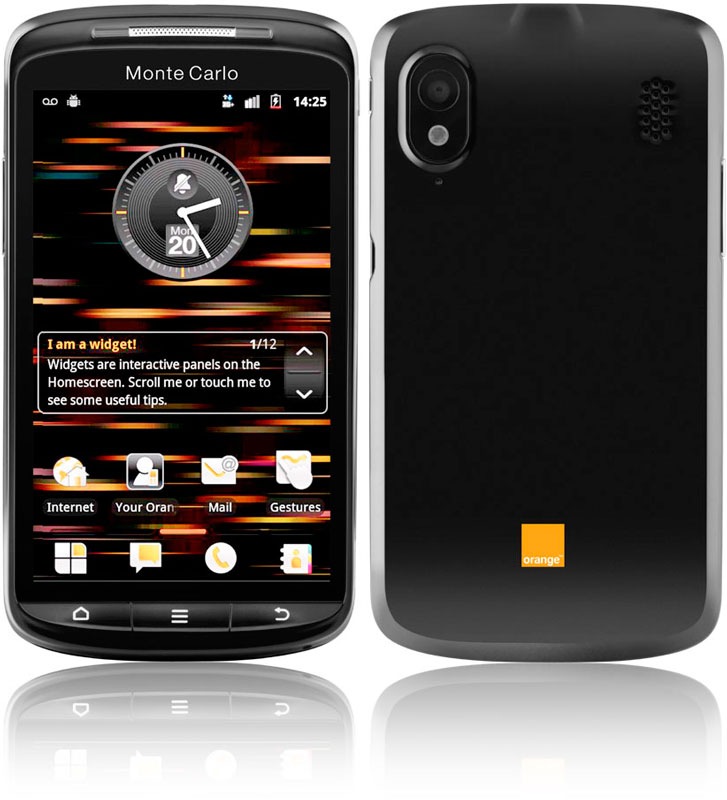 Monte Carlo
14:25
Mon
20
I am a widget!
1/12
Widgets are interactive panels on the
Homescreen. Scroll me or touch me to
see some useful tips.
@
Internet
Your Oran
Mail
Gestures
orange™